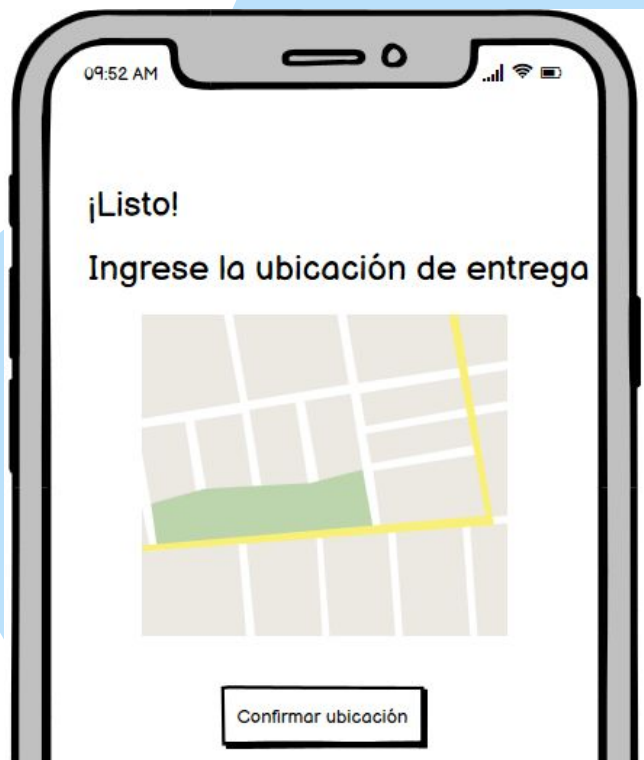 09:52 AM
¡Listo!
Ingrese la ubicación de entrega
Confirmar ubicación